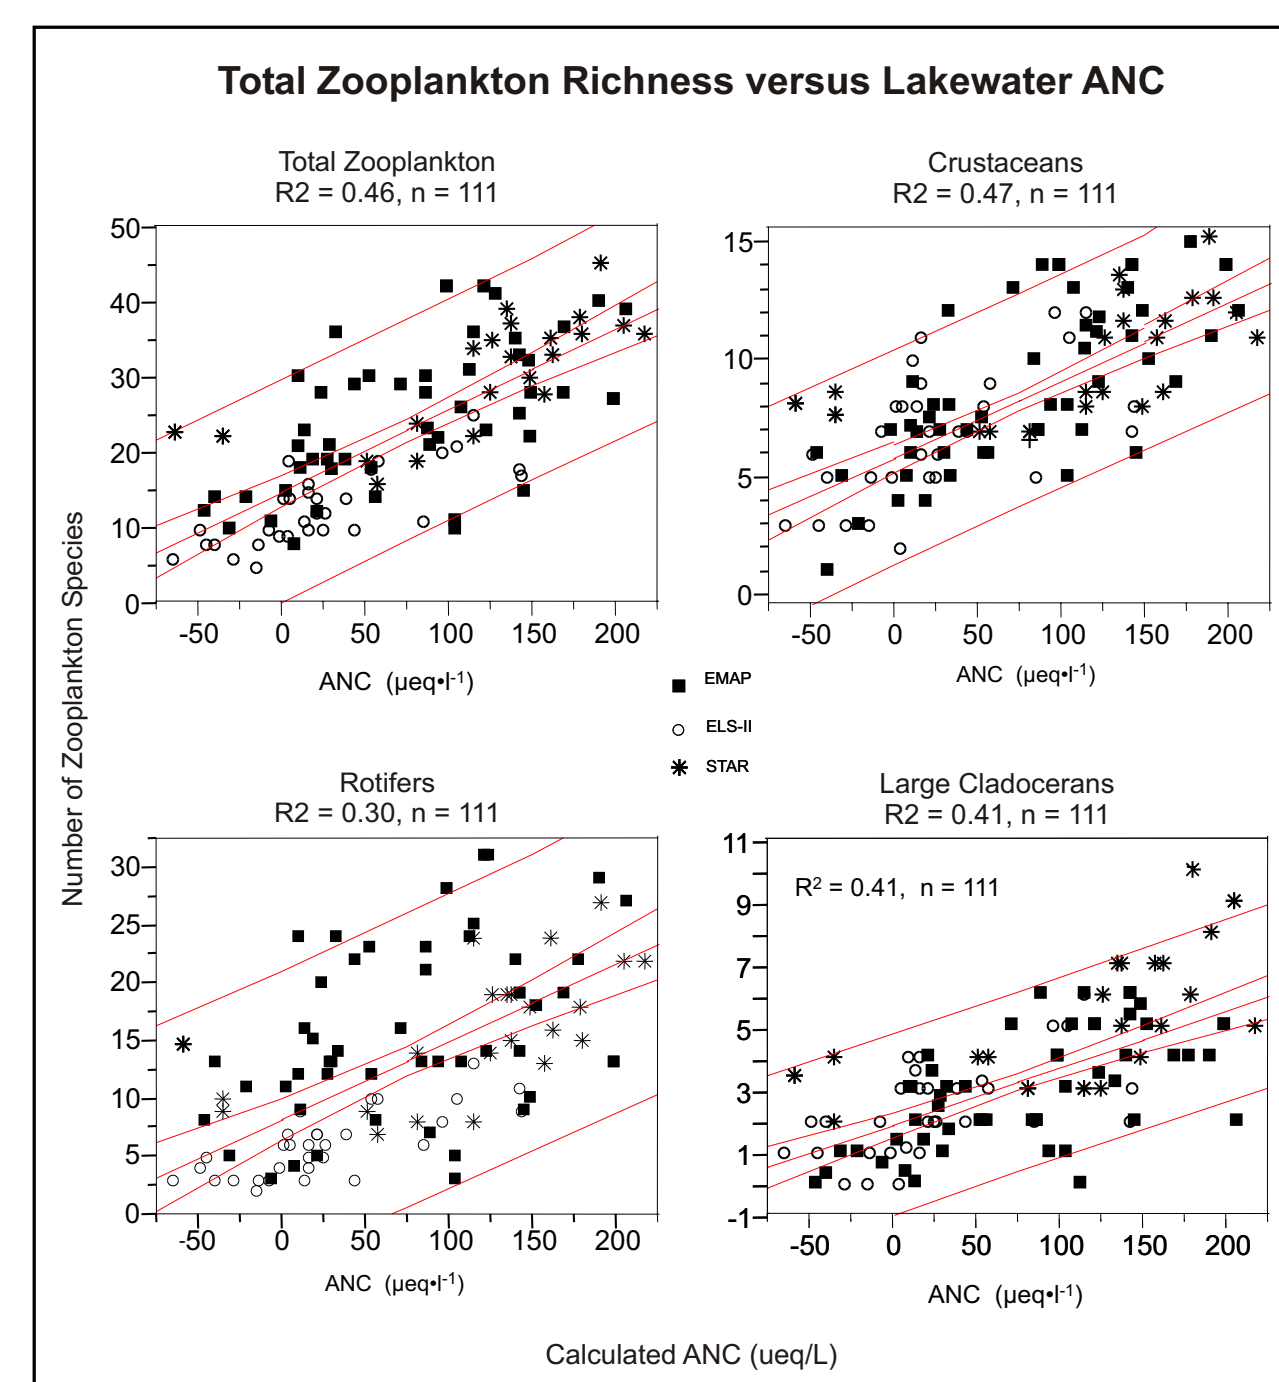 Total Zooplankton Richness versus Lakewater ANC
Total Zooplankton
R2 = 0.46, n = 111
50
40
30
20
10
0
-50 0 50 100 150 200
ANC (µeq•l-1)
Crustaceans
R2 = 0.47, n = 111
15
10
5
0
-50 0 50 100 150 200
ANC (µeq•l-1)
Number of Zooplankton Species
EMAP
ELS-II
STAR
Rotifers
R2 = 0.30, n = 111
30
25
20
15
10
5
0
-50 0 50 100 150 200
ANC (µeq•l-1)
Large Cladocerans
R2 = 0.41, n = 111
R2 = 0.41, n = 111
11
9
7
5
3
1
-1
-50 0 50 100 150 200
ANC (µeq•l-1)
Calculated ANC (ueq/L)